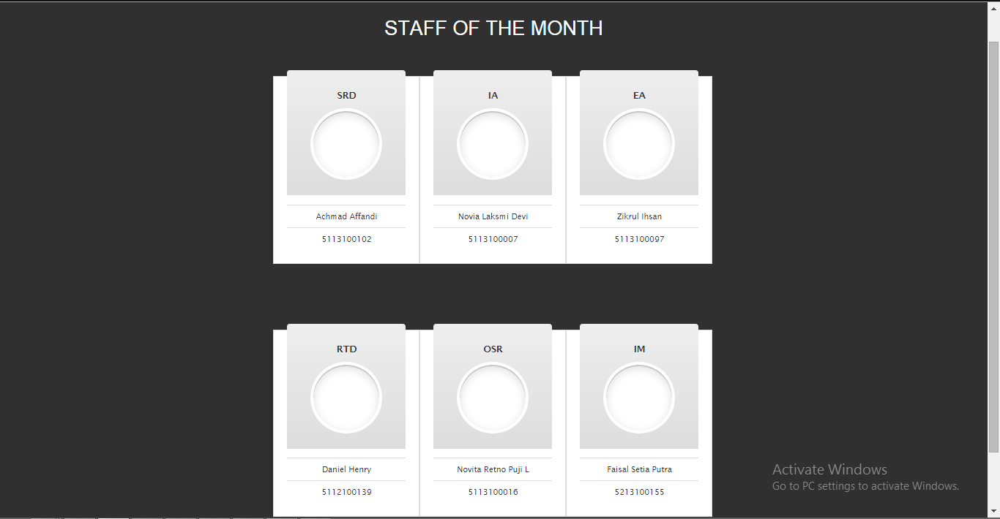 STAFF OF THE MONTH
SRD
IA
EA
Achmad Affandi
Novia Laksmi Devi
Zikrul Ihsan
5113100102
5113100007
5113100097
RTD
OSR
IM
Daniel Henry
Novita Retno Puji L
Faisal Setia Putra
5112100139
5113100016
5213100155
Activate Windows
Go to PC settings to activate Windows.